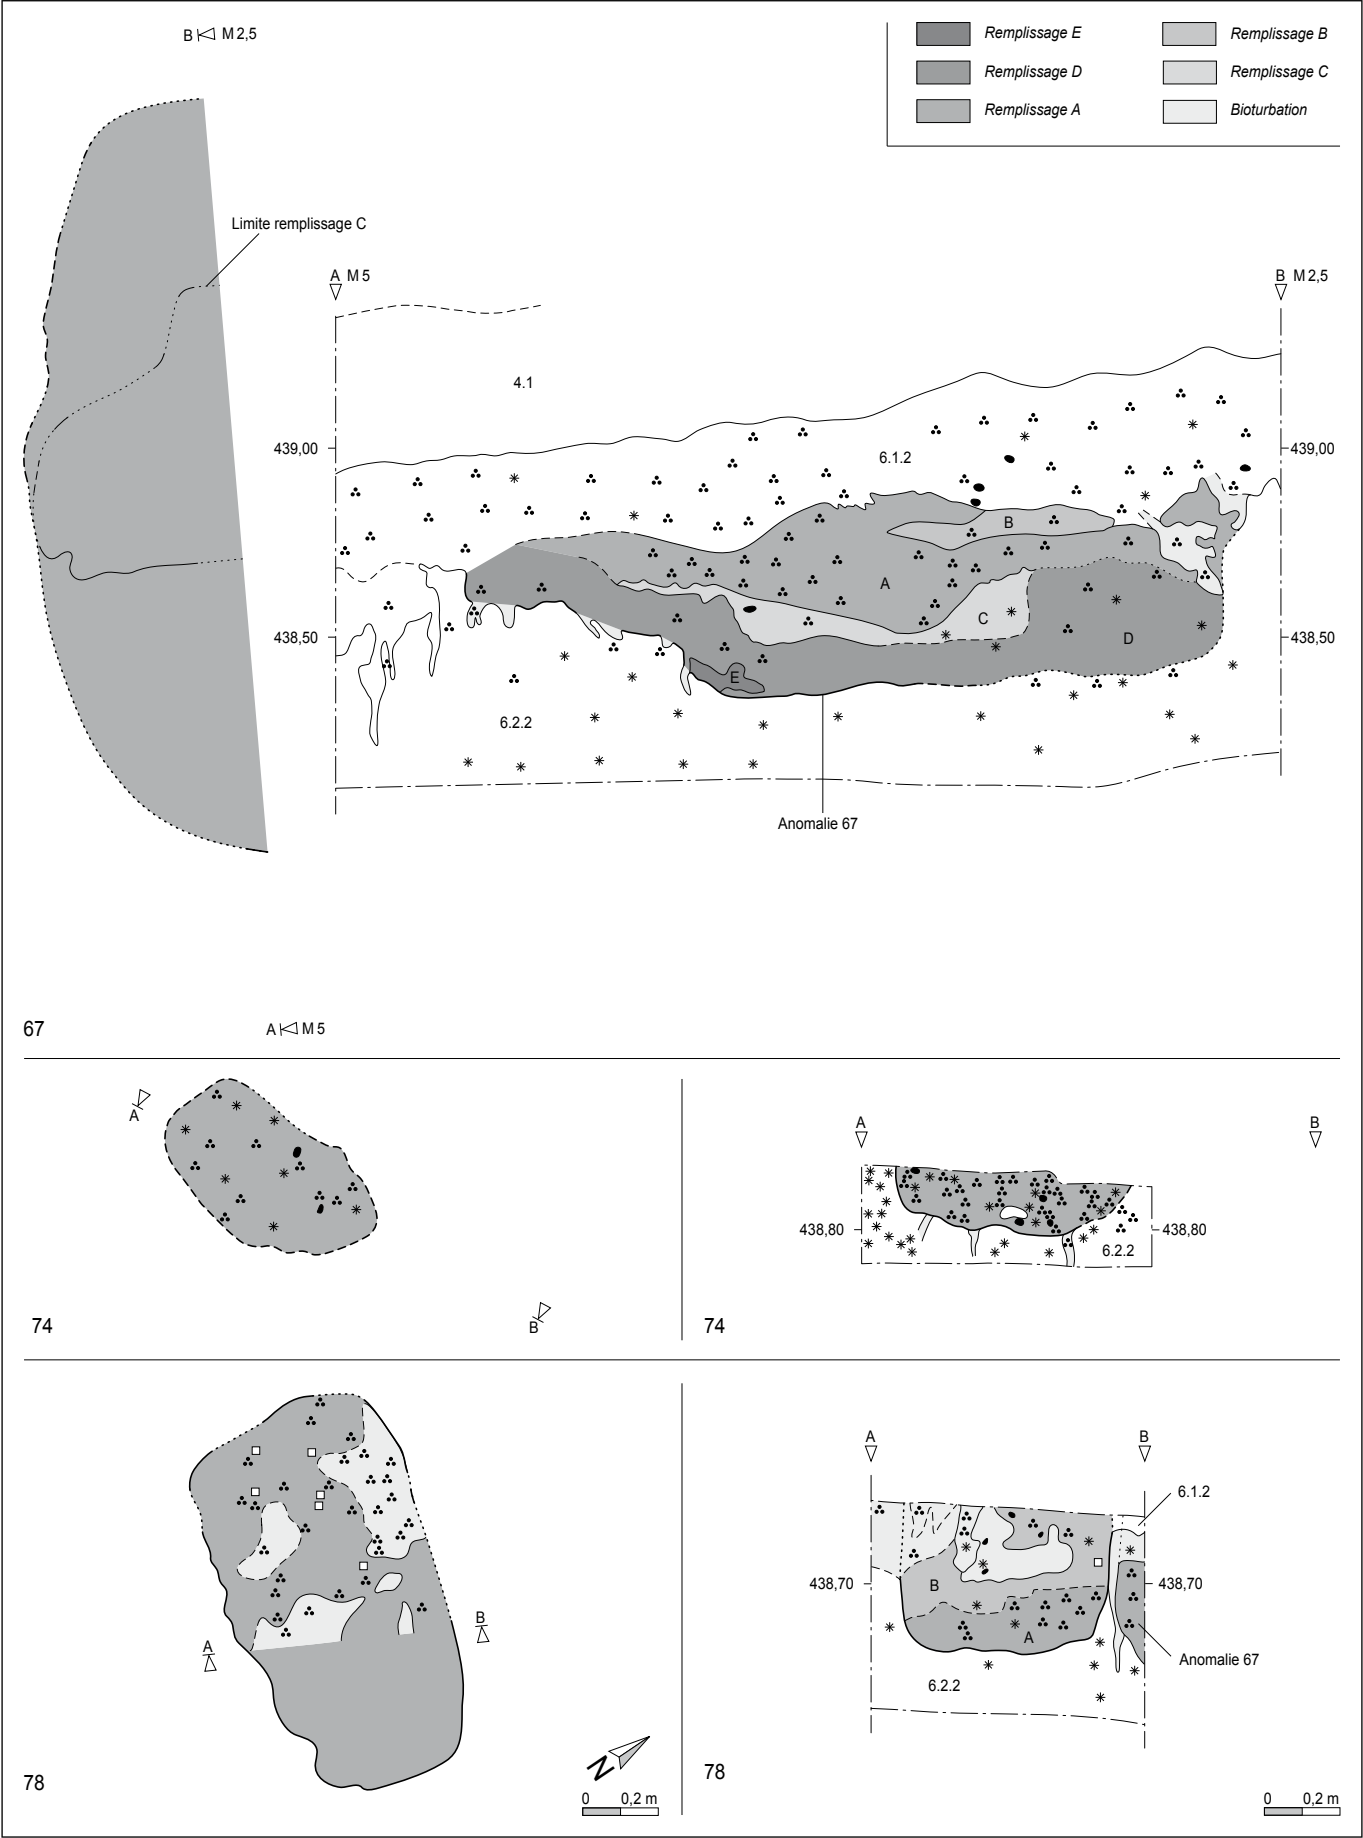 B M 2,5
Remplissage E
Remplissage B
Remplissage D
Remplissage C
Remplissage A
Bioturbation
Limite remplissage C
A M 5
B M 2,5
4.1
439,00
6.1.2
439,00
B
A
C
438,50
D
438,50
E
6.2.2
Anomalie 67
67
A M 5
A
B
74
A
B
438,80
438,80
6.2.2
74
A
B
78
N
0 0,2 m
A
B
6.1.2
438,70
438,70
B
A
Anomalie 67
6.2.2
78
0 0,2 m